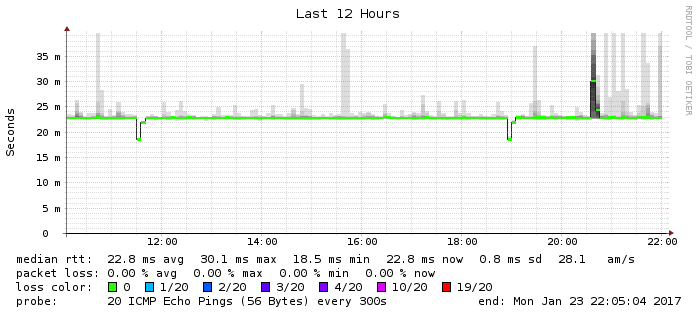 Last 12 Hours
RRDTOOL / TOBI OETIKER
Seconds
35 m
30 m
25 m
20 m
15 m
10 m
5 m
0
12:00 14:00 16:00 18:00 20:00 22:00
median rtt: 22.8 ms avg 30.1 ms max 18.5 ms min 22.8 ms now 0.8 ms sd 28.1 am/s
packet loss: 0.00 % avg 0.00 % max 0.00 % min 0.00 % now
loss color: 0 1/20 2/20 3/20 4/20 10/20 19/20
probe: 20 ICMP Echo Pings (56 Bytes) every 300s end: Mon Jan 23 22:05:04 2017